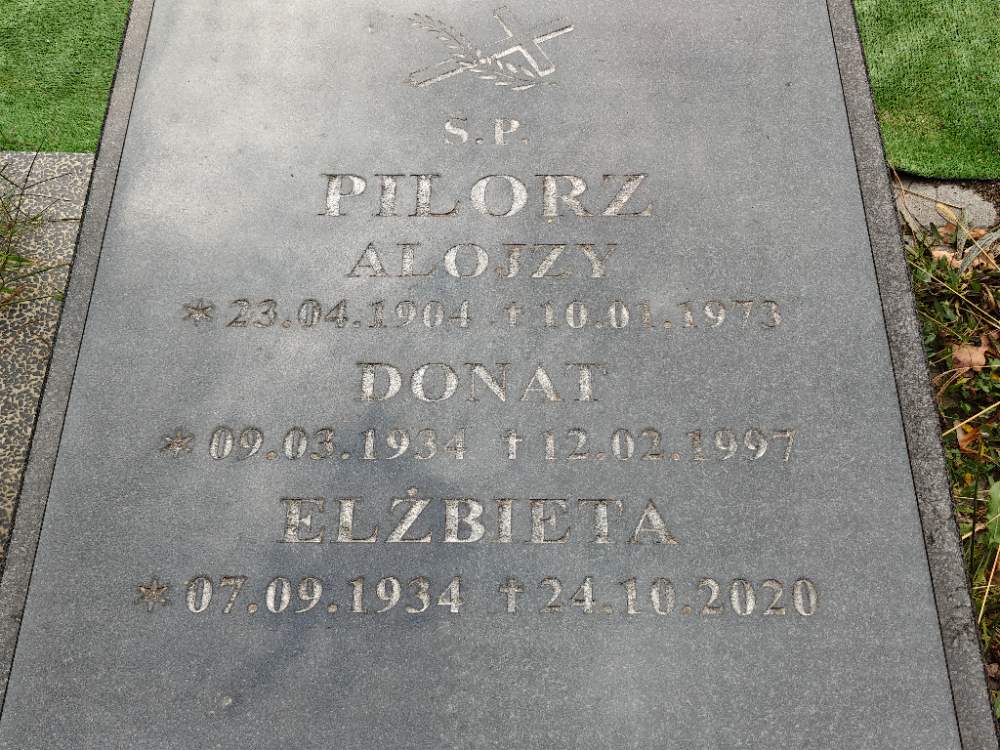 Ś.P.
PILORZ
ALOJZY
* 23.04.1904 † 10.01.1973
DONAT
* 09.03.1934 † 12.02.1997
ELŻBIETA
* 07.09.1934 † 24.10.2020